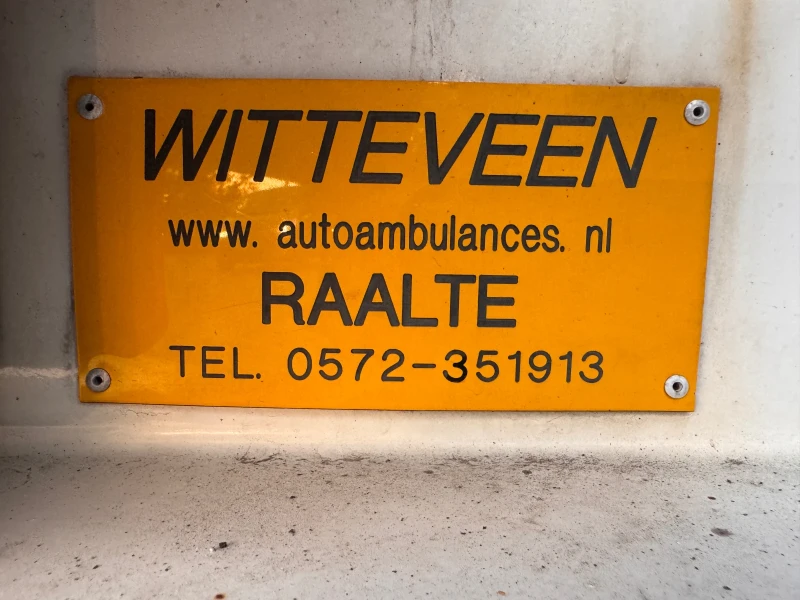 WITTEVEEN
www. autoambulances. nl
RAALTE
TEL. 0572-351913